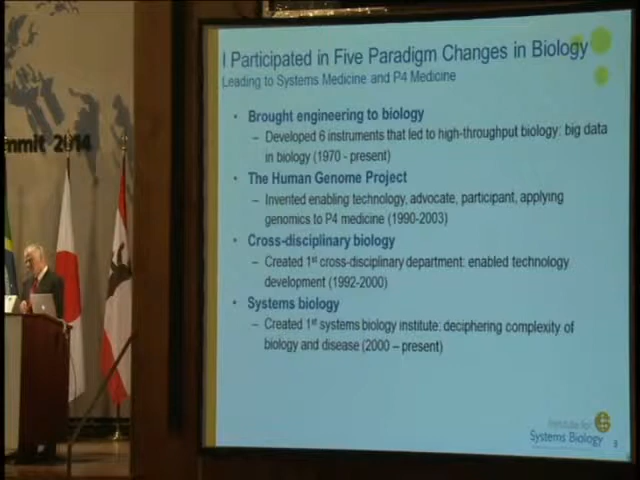 I Participated in Five Paradigm Changes in Biology
Leading to Systems Medicine and P4 Medicine
• Brought engineering to biology
– Developed 6 instruments that led to high-throughput biology: big data
in biology (1970 - present)
• The Human Genome Project
– Invented enabling technology, advocate, participant, applying
genomics to P4 medicine (1990-2003)
• Cross-disciplinary biology
– Created 1st cross-disciplinary department: enabled technology
development (1992-2000)
• Systems biology
– Created 1st systems biology institute: deciphering complexity of
biology and disease (2000 – present)
Institute for
Systems Biology
2014